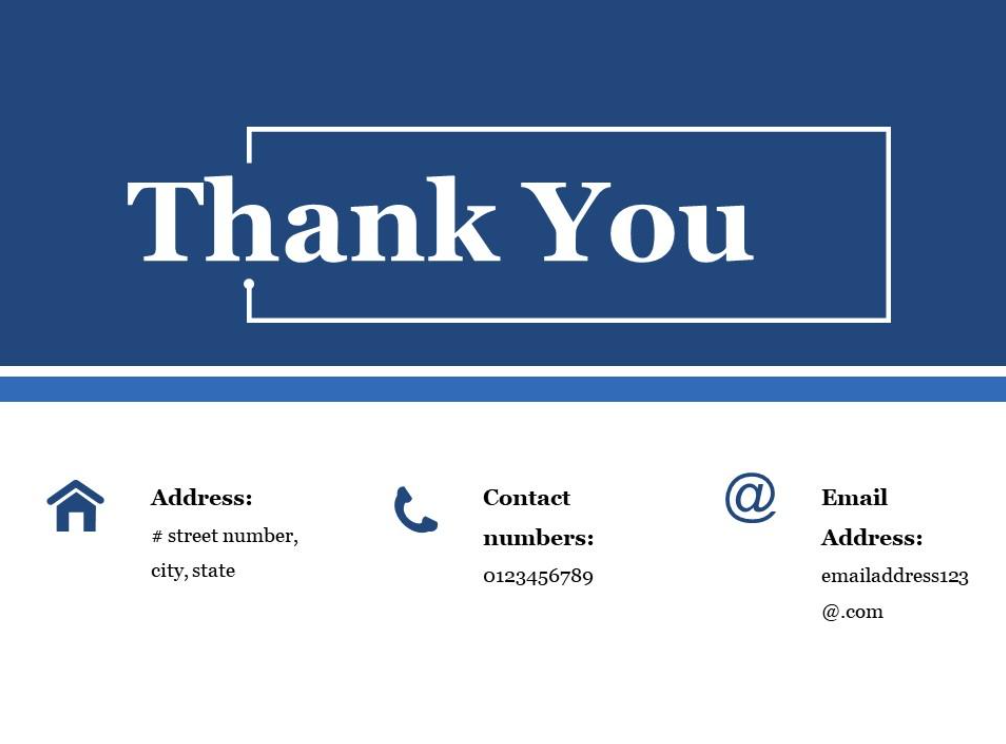 Thank You
Address:
# street number,
city, state
Contact
numbers:
0123456789
@
Email
Address:
emailaddress123
@.com